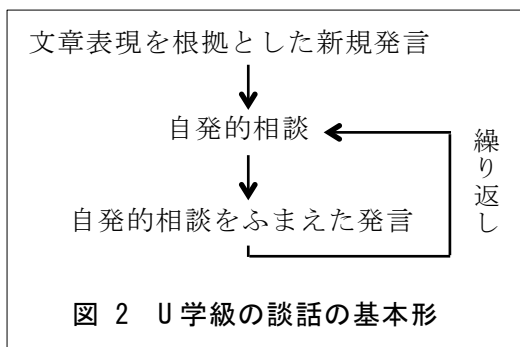 文章表現を根拠とした新規発言
自発的相談
繰り返し
自発的相談をふまえた発言
図 2 U学級の談話の基本形